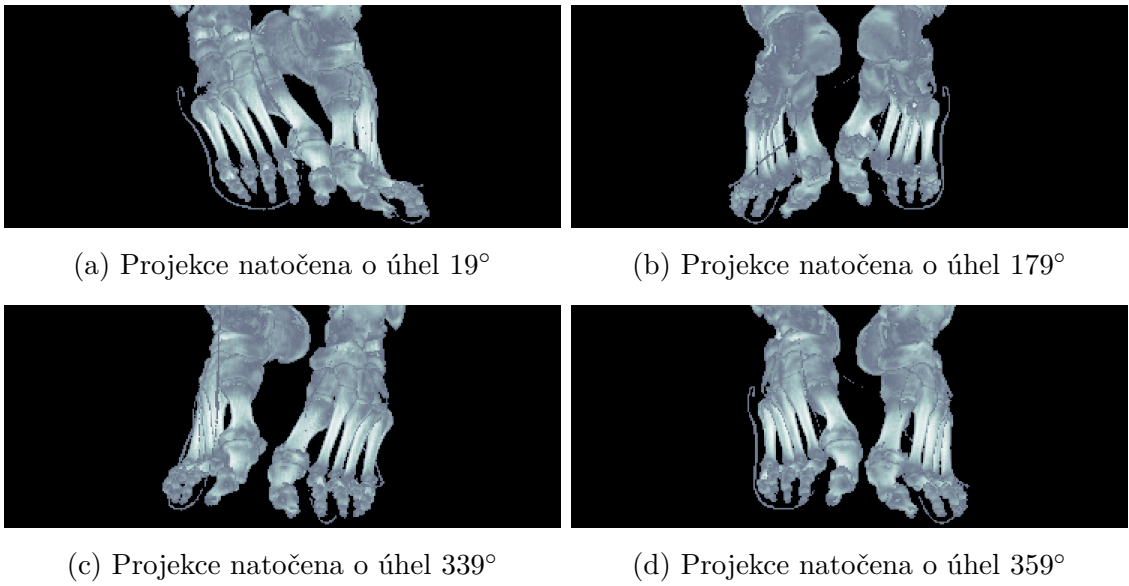 (a) Projekce natočena o úhel 19°
(b) Projekce natočena o úhel 179°
(c) Projekce natočena o úhel 339°
(d) Projekce natočena o úhel 359°